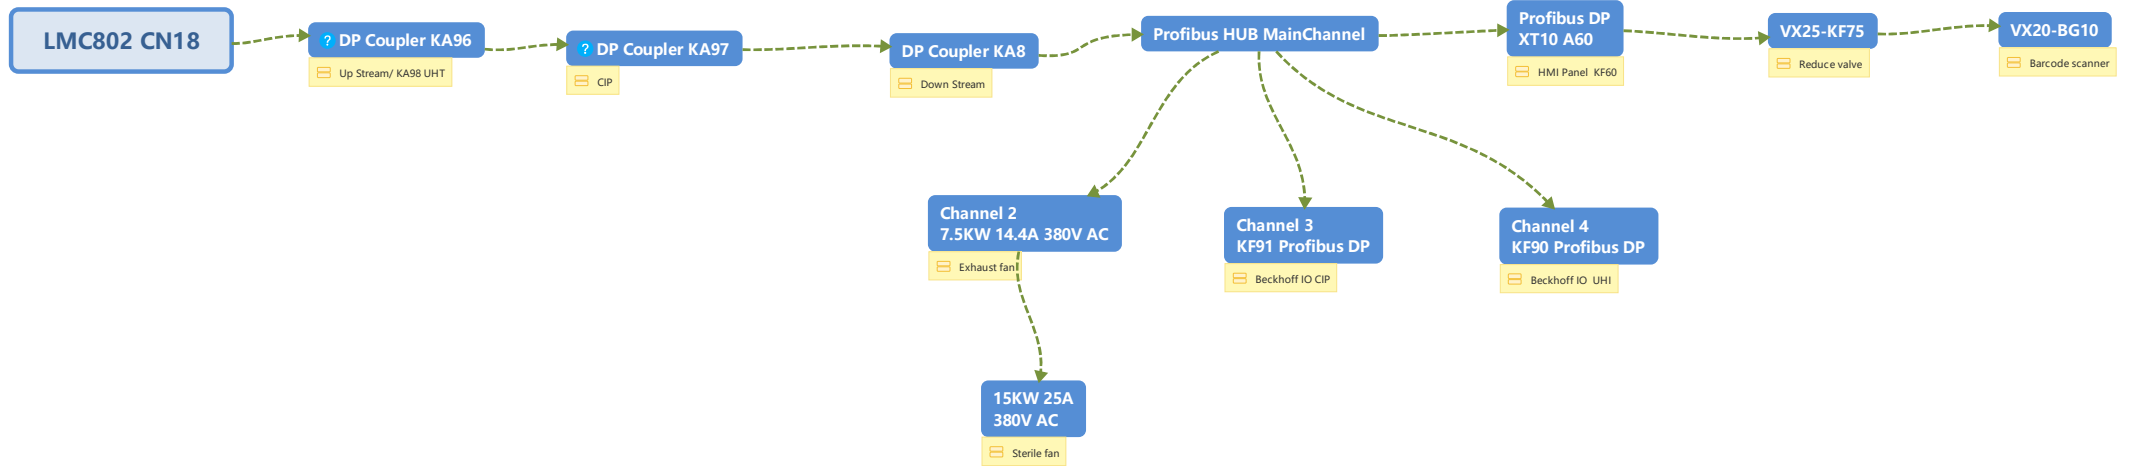 LMC802 CN18
? DP Coupler KA96
Up Stream/ KA98 UHT
? DP Coupler KA97
CIP
DP Coupler KA8
Down Stream
Profibus HUB MainChannel
Profibus DP
XT10 A60
HMI Panel KF60
VX25-KF75
Reduce valve
VX20-BG10
Barcode scanner
Channel 2
7.5KW 14.4A 380V AC
Exhaust fan
Channel 3
KF91 Profibus DP
Beckhoff IO CIP
Channel 4
KF90 Profibus DP
Beckhoff IO UHI
15KW 25A
380V AC
Sterile fan